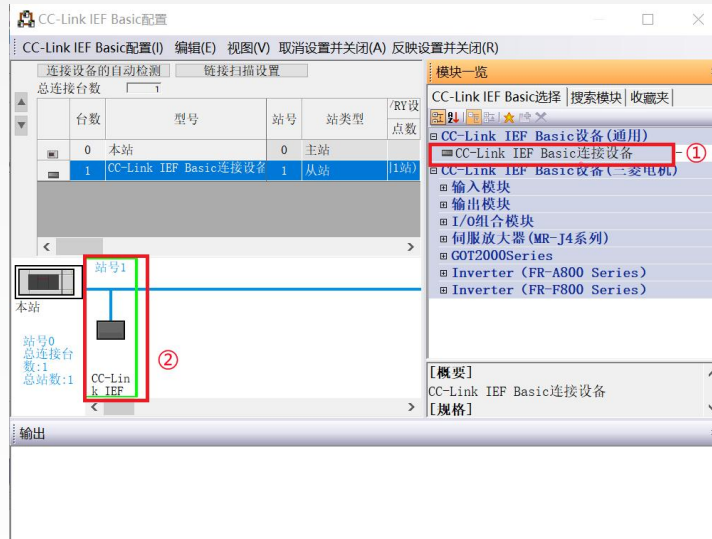 CC-Link IEF Basic配置
CC-Link IEF Basic配置(I) 编辑(E) 视图(V) 取消设置并关闭(A) 反映设置并关闭(R)
连接设备的自动检测 链接扫描设置
总连接台数 1
台数 型号 站号 站类型 /RY设
点数
0 本站 0 主站
1 CC-Link IEF Basic连接设备 1 从站 1站)
站号1
本站
站号0
总连接台
数:1
总站数:1
CC-Lin
k IEF
②
模块一览
CC-Link IEF Basic选择 搜索模块 收藏夹
CC-Link IEF Basic设备(通用)
CC-Link IEF Basic连接设备 ①
CC-Link IEF Basic设备(三菱电机)
输入模块
输出模块
I/O组合模块
伺服放大器(MR-J4系列)
GOT2000Series
Inverter (FR-A800 Series)
Inverter (FR-F800 Series)
[概要]
CC-Link IEF Basic连接设备
[规格]
输出